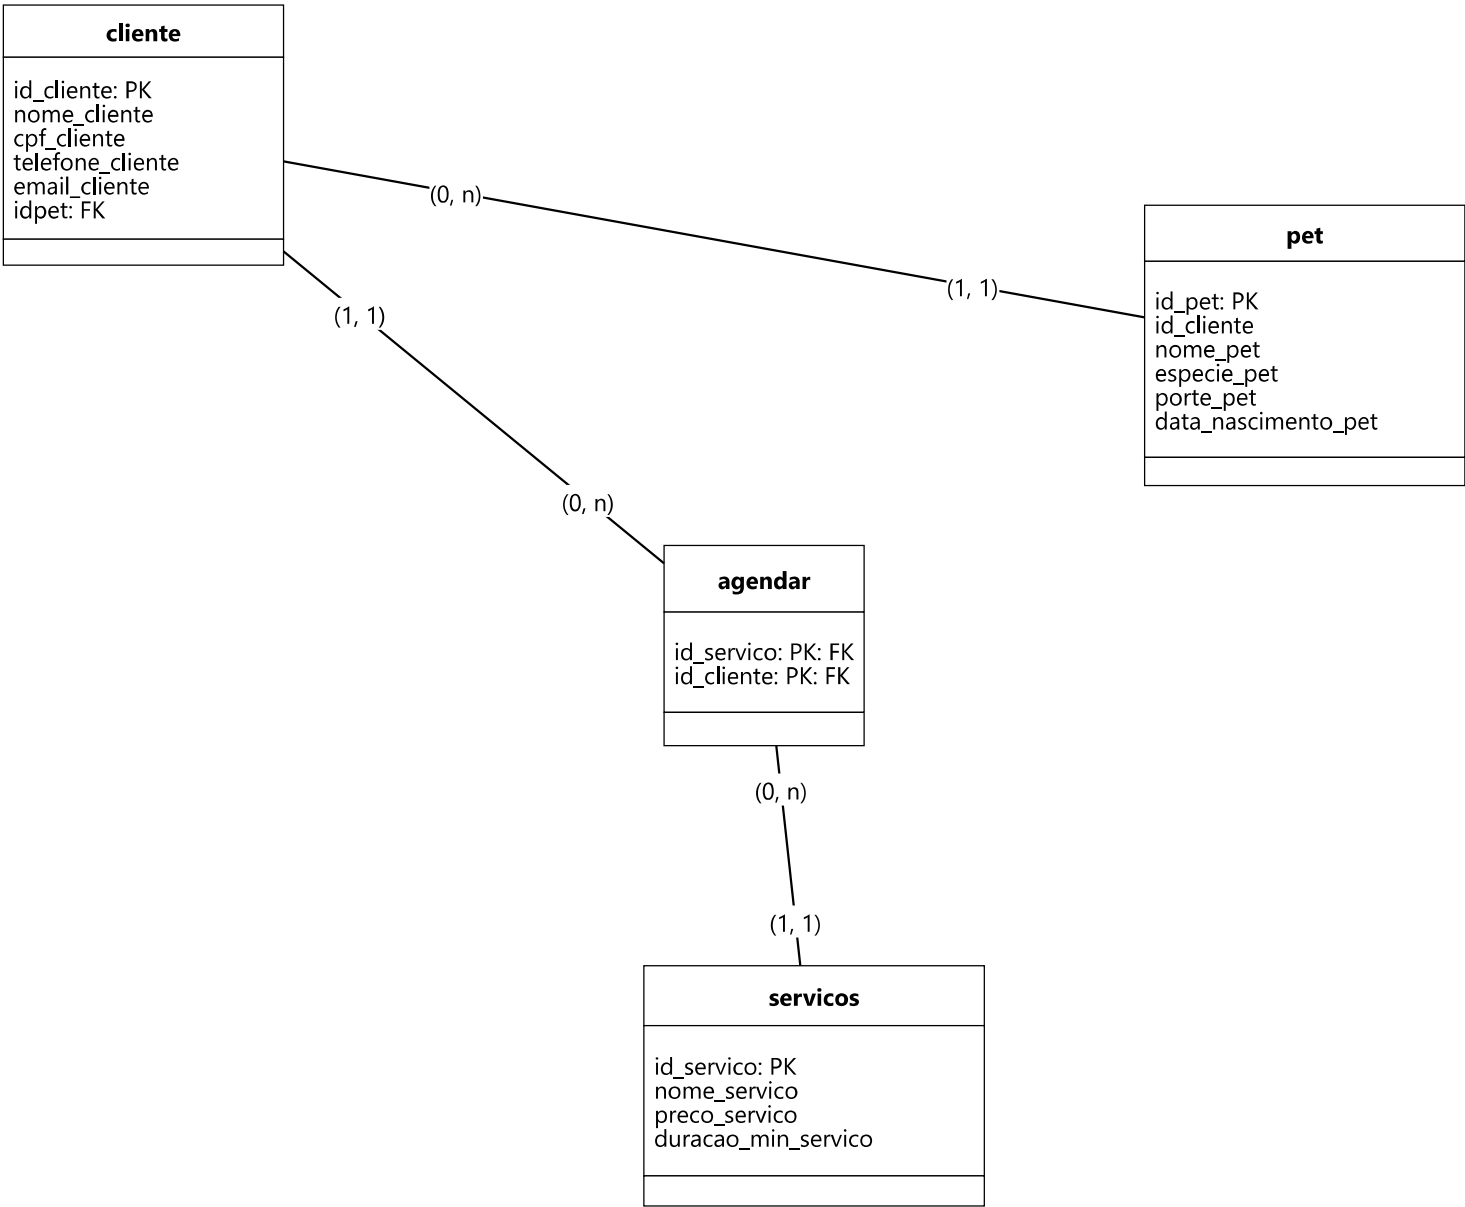 cliente
id_cliente: PK
nome_cliente
cpf_cliente
telefone_cliente
email_cliente
idpet: FK
(0, n)
(1, 1)
pet
id_pet: PK
id_cliente
nome_pet
especie_pet
porte_pet
data_nascimento_pet
(1, 1)
(0, n)
agendar
id_servico: PK: FK
id_cliente: PK: FK
(0, n)
(1, 1)
servicos
id_servico: PK
nome_servico
preco_servico
duracao_min_servico